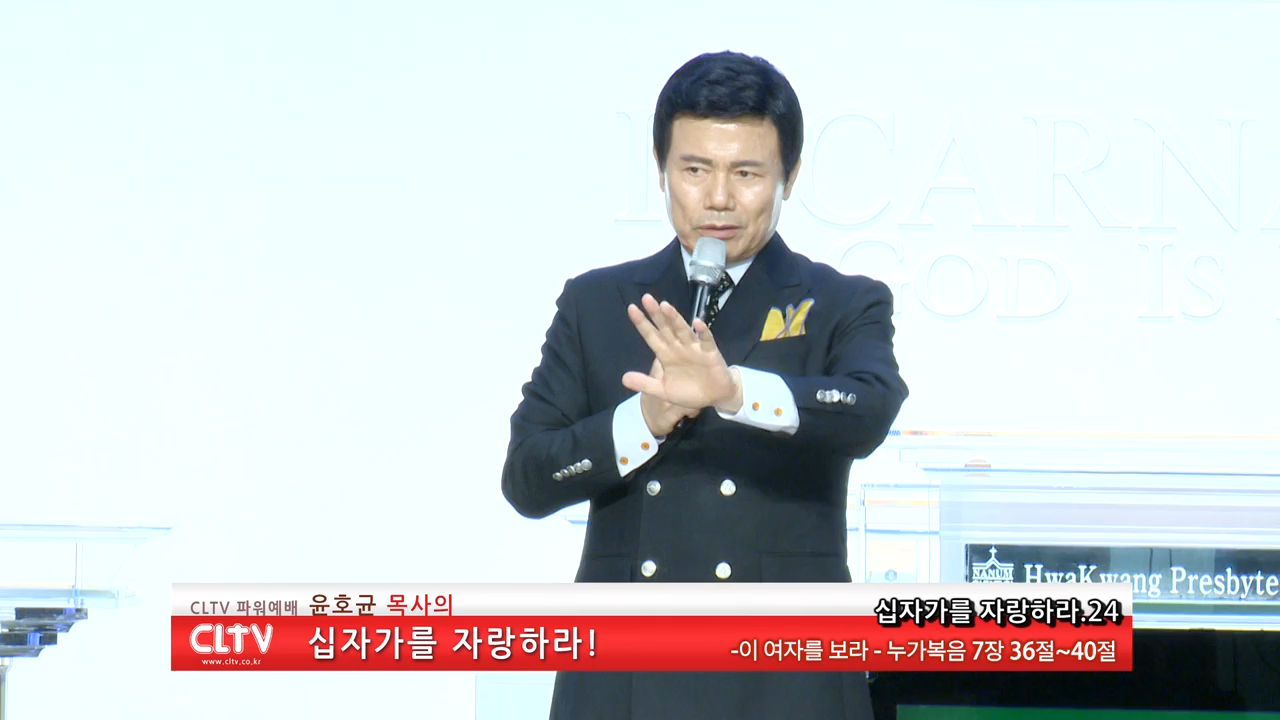 CARN
GOD IS
NANUM
HwaKwang Presbyte
CLTV 파워예배 윤호균 목사의
십자가를 자랑하라.24
CLTV
www.cltv.co.kr
십자가를 자랑하라!
-이 여자를 보라 - 누가복음 7장 36절~40절